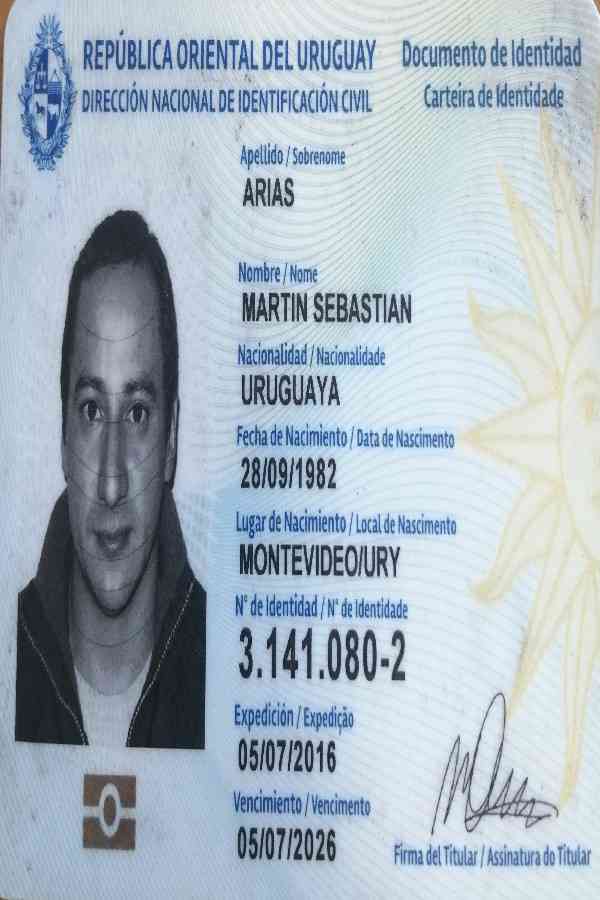 REPÚBLICA ORIENTAL DEL URUGUAY
DIRECCIÓN NACIONAL DE IDENTIFICACIÓN CIVIL
Documento de Identidad
Carteira de Identidade
Apellido / Sobrenome
ARIAS
Nombre / Nome
MARTIN SEBASTIAN
Nacionalidad / Nacionalidade
URUGUAYA
Fecha de Nacimiento / Data de Nascimento
28/09/1982
Lugar de Nacimiento / Local de Nascimento
MONTEVIDEO/URY
N° de Identidad / N° de Identidade
3.141.080-2
Expedición / Expedição
05/07/2016
Vencimiento / Vencimento
05/07/2026
Firma del Titular / Assinatura do Titular